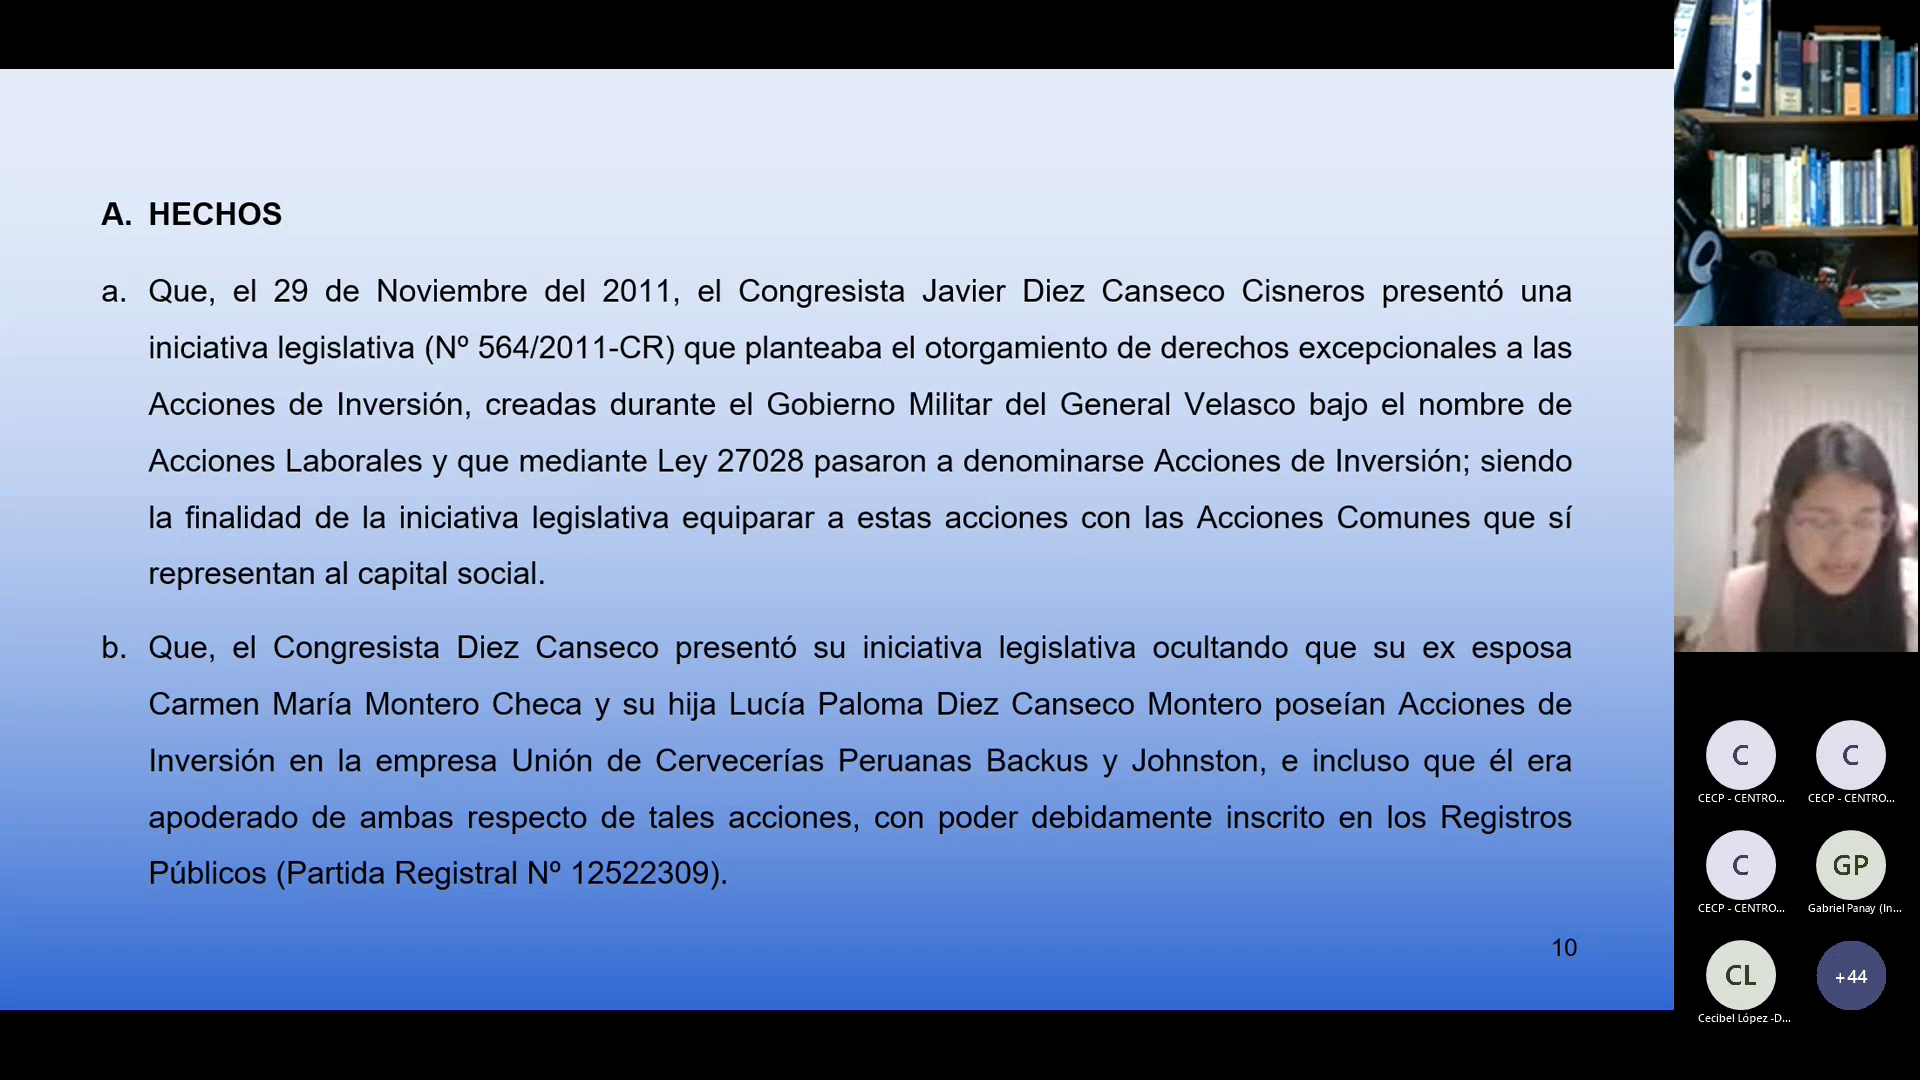 A. HECHOS
a. Que, el 29 de Noviembre del 2011, el Congresista Javier Diez Canseco Cisneros presentó una
iniciativa legislativa (Nº 564/2011-CR) que planteaba el otorgamiento de derechos excepcionales a las
Acciones de Inversión, creadas durante el Gobierno Militar del General Velasco bajo el nombre de
Acciones Laborales y que mediante Ley 27028 pasaron a denominarse Acciones de Inversión; siendo
la finalidad de la iniciativa legislativa equiparar a estas acciones con las Acciones Comunes que sí
representan al capital social.
b. Que, el Congresista Diez Canseco presentó su iniciativa legislativa ocultando que su ex esposa
Carmen María Montero Checa y su hija Lucía Paloma Diez Canseco Montero poseían Acciones de
Inversión en la empresa Unión de Cervecerías Peruanas Backus y Johnston, e incluso que él era
apoderado de ambas respecto de tales acciones, con poder debidamente inscrito en los Registros
Públicos (Partida Registral Nº 12522309).
10
C
C
CECP - CENTRO...
CECP - CENTRO...
C
GP
CECP - CENTRO...
Gabriel Panay (In...
CL
+44
Cecibel López -D...